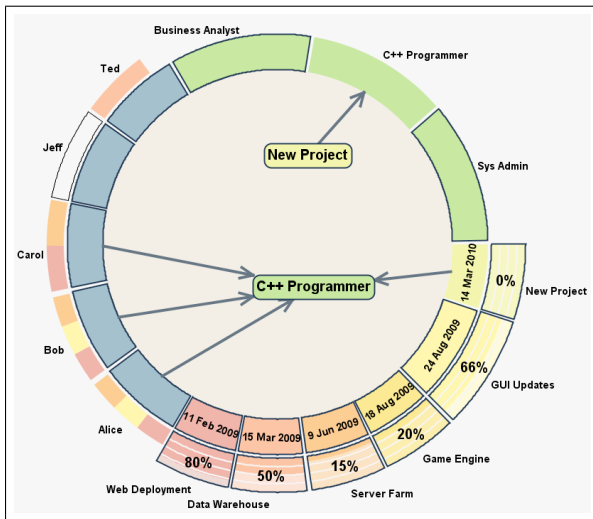 Business Analyst
C++ Programmer
Ted
Jeff
New Project
Sys Admin
Carol
C++ Programmer
14 Mar 2010
0%
New Project
Bob
24 Aug 2009
66%
GUI Updates
Alice
11 Feb 2009
15 Mar 2009
9 Jun 2009
18 Aug 2009
20%
Game Engine
80%
50%
15%
Server Farm
Web Deployment
Data Warehouse